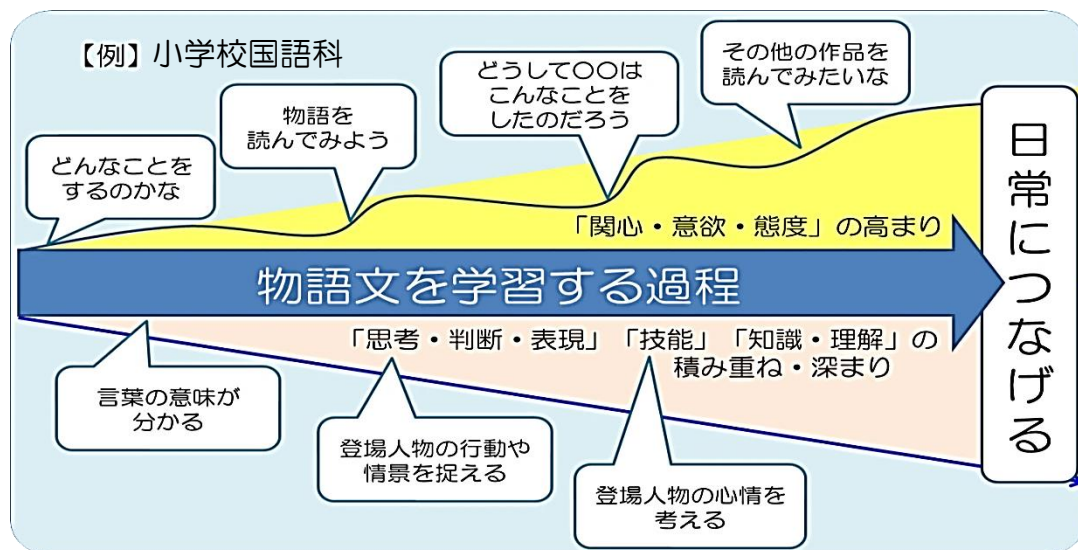 【例】小学校国語科
どんなことを
するのかな
物語を
読んでみよう
どうして〇〇は
こんなことを
したのだろう
その他の作品を
読んでみたいな
「関心・意欲・態度」の高まり
物語文を学習する過程
「思考・判断・表現」「技能」「知識・理解」の
積み重ね・深まり
言葉の意味が
分かる
登場人物の行動や
情景を捉える
登場人物の心情を
考える
日常につなげる